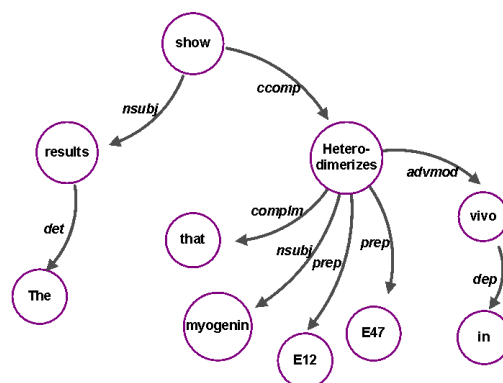 show
nsubj
ccomp
results
Hetero-
dimerizes
advmod
det
complm
vivo
that
nsubj
prep
prep
dep
The
myogenin
E12
E47
in